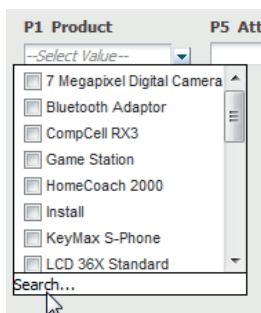 P1 Product P5 Att
--Select Value--
7 Megapixel Digital Camera
Bluetooth Adaptor
CompCell RX3
Game Station
HomeCoach 2000
Install
KeyMax S-Phone
LCD 36X Standard
Search...